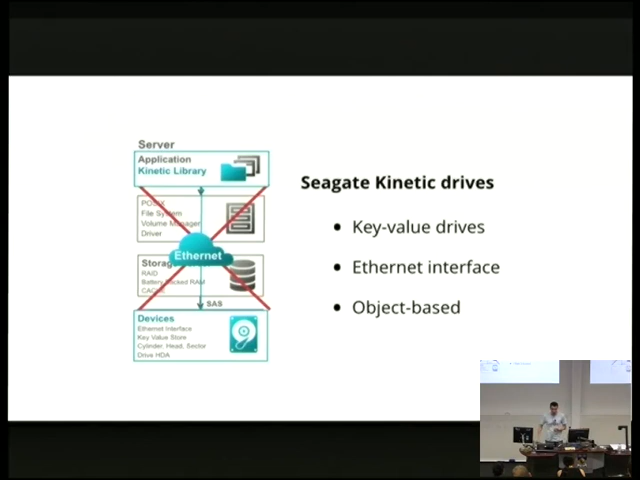 Server
Application
Kinetic Library
POSIX
File System
Volume Manager
Driver
Ethernet
Storage
RAID
Battery Backed RAM
SAS
Devices
Ethernet Interface
Key Value Store
Cylinder, Head, Sector
Drive HDA
Seagate Kinetic drives
Key-value drives
Ethernet interface
Object-based